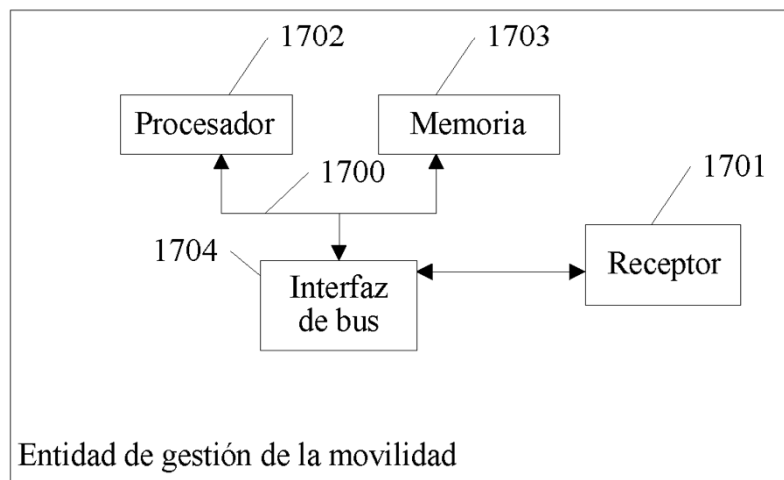 1702
1703
Procesador
Memoria
1700
1701
1704
Receptor
Interfaz
de bus
Entidad de gestión de la movilidad